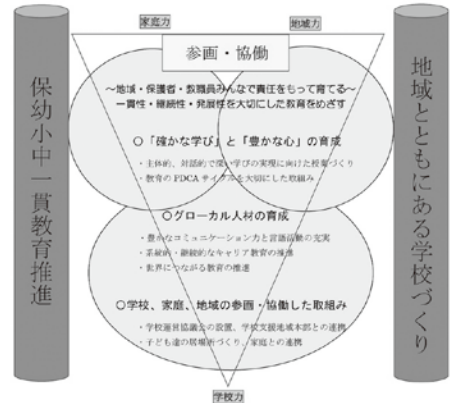 家庭力
地域力
参画・協働
保幼小中一貫教育推進
地域とともにある学校づくり
～地域・保護者・教職員みんなで責任をもって育てる～
一貫性・継続性・発展性を大切にした教育をめざす
○「確かな学び」と「豊かな心」の育成
・主体的、対話的で深い学びの実現に向けた授業づくり
・教育のPDCAサイクルを大切にした取組み
○グローカル人材の育成
・豊かなコミュニケーション力と言語活動の充実
・系統的・継続的なキャリア教育の推進
・世界につながる教育の推進
○学校、家庭、地域の参画・協働した取組み
・学校運営協議会の設置、学校支援地域本部との連携
・子ども達の居場所づくり、家庭との連携
学校力